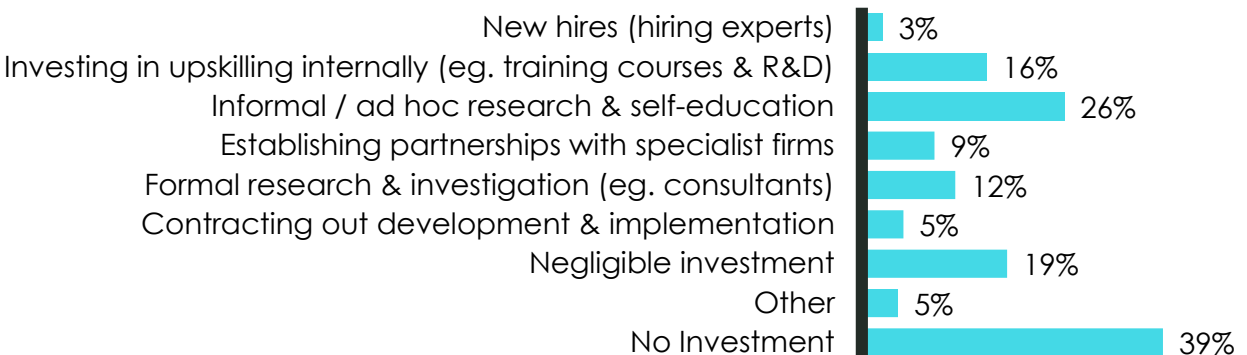 New hires (hiring experts) 3%
Investing in upskilling internally (eg. training courses & R&D) 16%
Informal / ad hoc research & self-education 26%
Establishing partnerships with specialist firms 9%
Formal research & investigation (eg. consultants) 12%
Contracting out development & implementation 5%
Negligible investment 19%
Other 5%
No Investment 39%